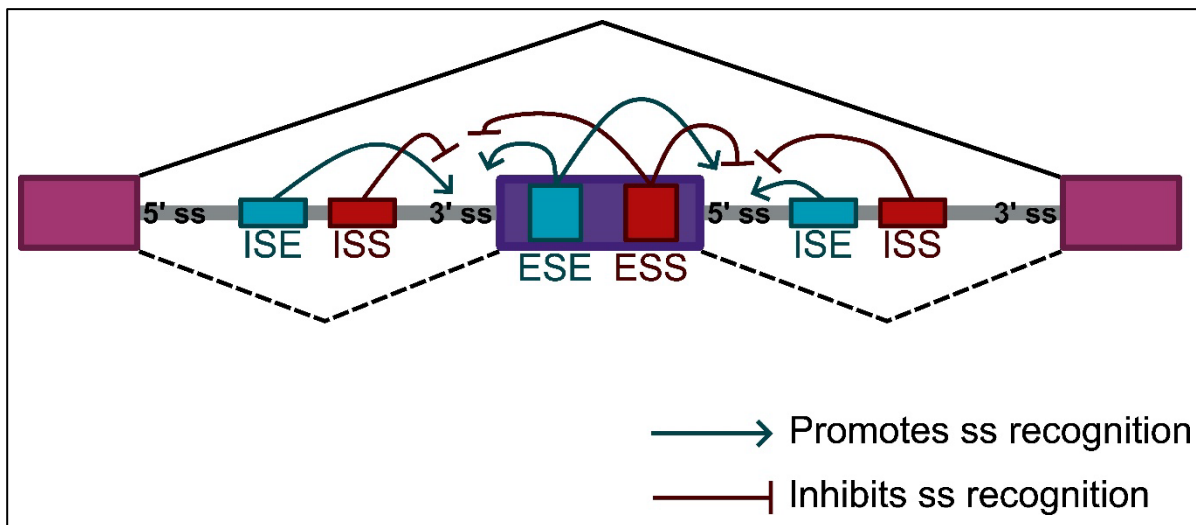 5' ss 3' ss 5' ss 3' ss
ISE ISS ISE ISS
ESE ESS
Promotes ss recognition
Inhibits ss recognition